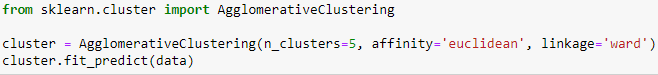 from sklearn.cluster import AgglomerativeClustering
cluster = AgglomerativeClustering(n_clusters=5, affinity='euclidean', linkage='ward')
cluster.fit_predict(data)